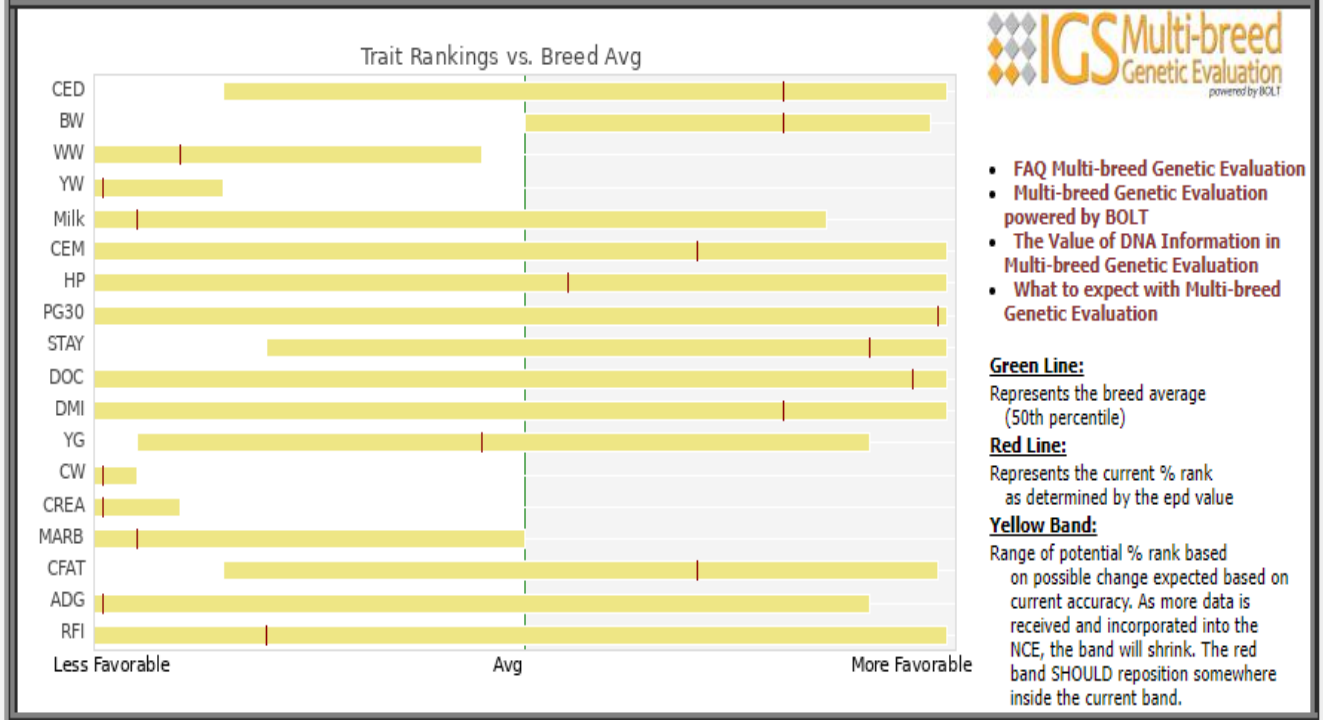 Trait Rankings vs. Breed Avg
CED
BW
WW
YW
Milk
CEM
HP
PG30
STAY
DOC
DMI
YG
CW
CREA
MARB
CFAT
ADG
RFI
Less Favorable
Avg
More Favorable
IGS Multi-breed
Genetic Evaluation
powered by BOLT
• FAQ Multi-breed Genetic Evaluation
• Multi-breed Genetic Evaluation
powered by BOLT
• The Value of DNA Information in
Multi-breed Genetic Evaluation
• What to expect with Multi-breed
Genetic Evaluation
Green Line:
Represents the breed average
(50th percentile)
Red Line:
Represents the current % rank
as determined by the epd value
Yellow Band:
Range of potential % rank based
on possible change expected based on
current accuracy. As more data is
received and incorporated into the
NCE, the band will shrink. The red
band SHOULD reposition somewhere
inside the current band.